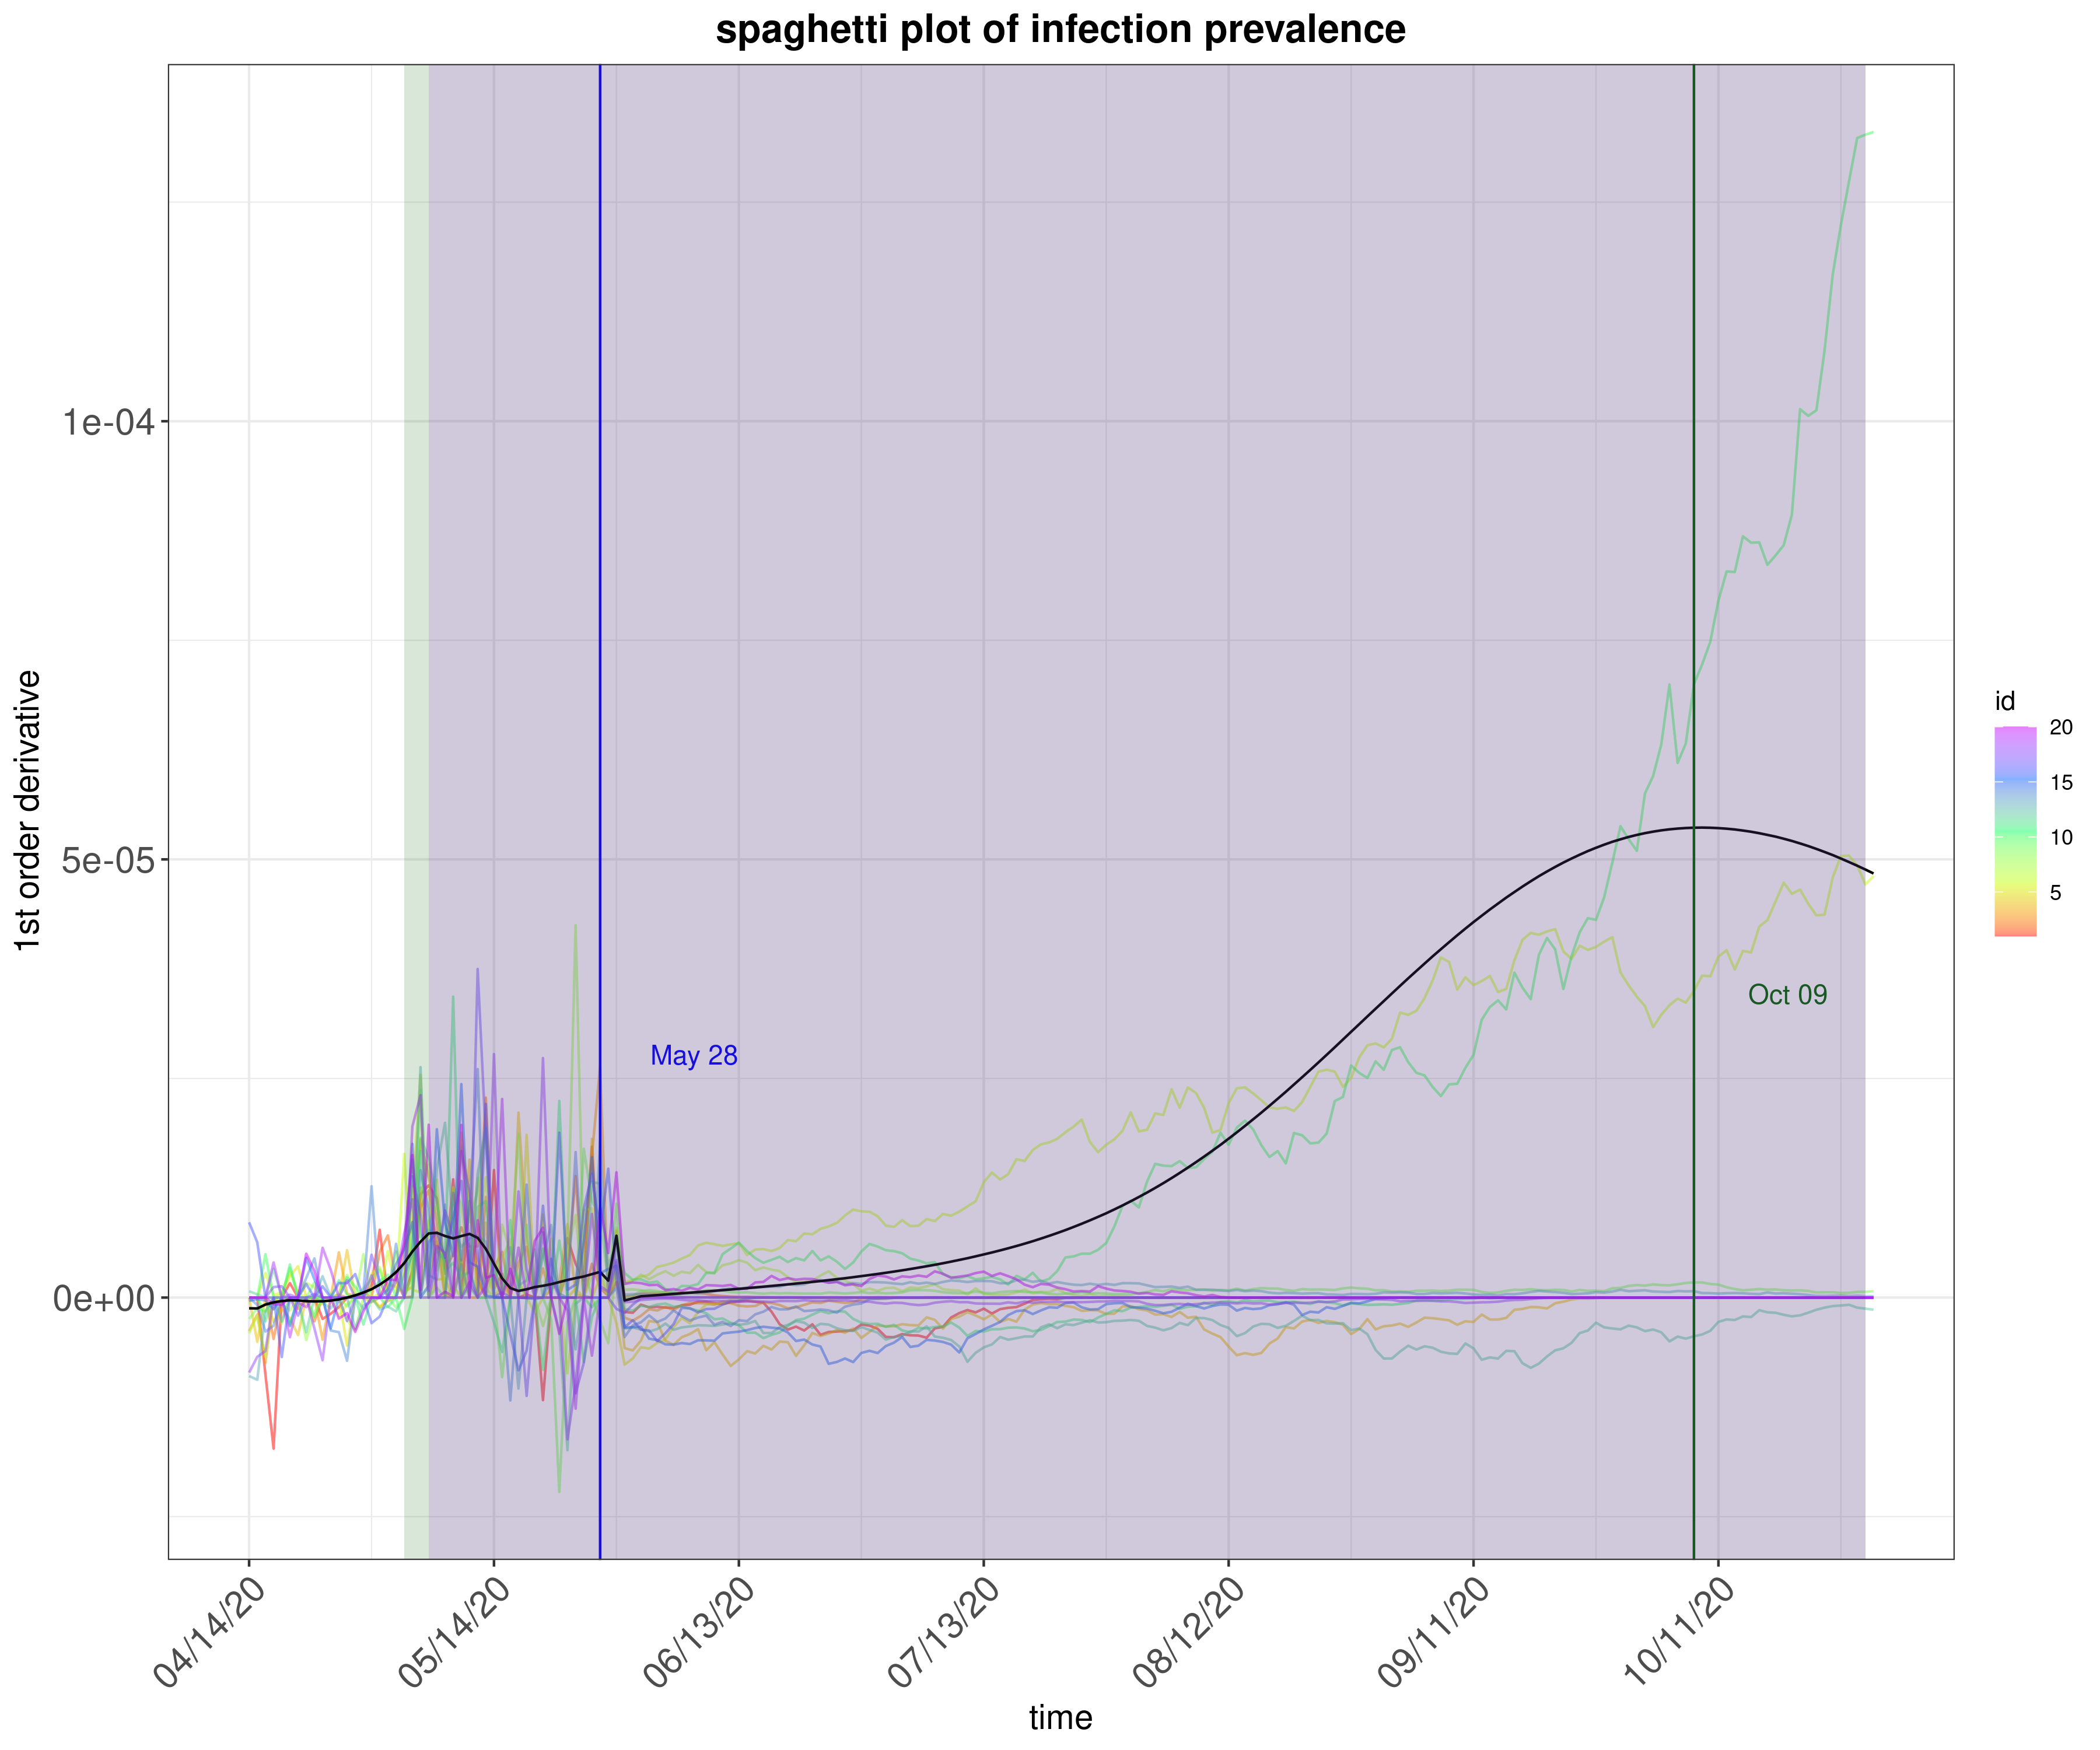 spaghetti plot of infection prevalence
1st order derivative
1e-04
5e-05
0e+00
May 28
Oct 09
id
20
15
10
5
04/14/20
05/14/20
06/13/20
07/13/20
08/12/20
09/11/20
10/11/20
time